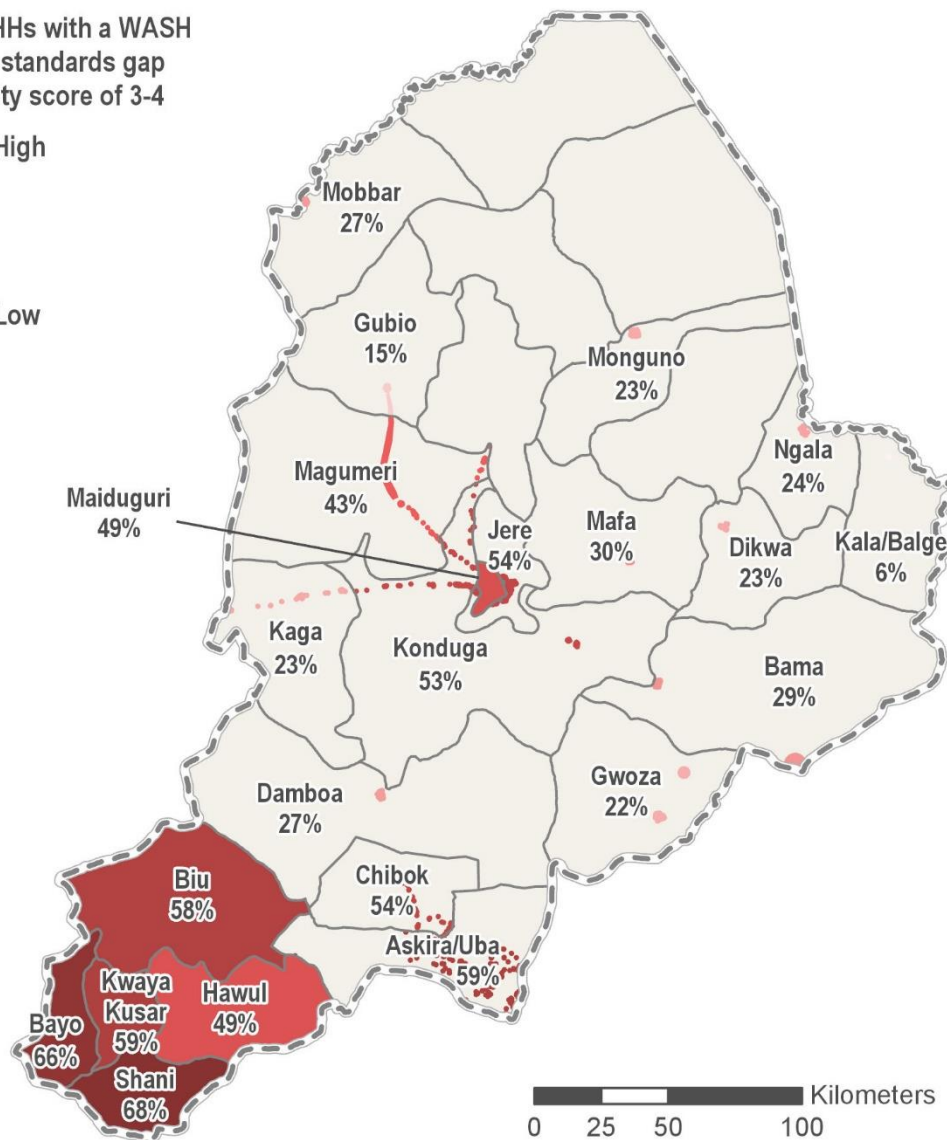 HHs with a WASH
standards gap
ty score of 3-4
High
Low
Mobbar
27%
Gubio
15%
Monguno
23%
Ngala
24%
Magumeri
43%
Maiduguri
49%
Jere
54%
Mafa
30%
Dikwa
23%
Kala/Balge
6%
Kaga
23%
Konduga
53%
Bama
29%
Damboa
27%
Gwoza
22%
Biu
58%
Chibok
54%
Askira/Uba
59%
Kwaya
Kusar
59%
Hawul
49%
Bayo
66%
Shani
68%
Kilometers
0 25 50 100